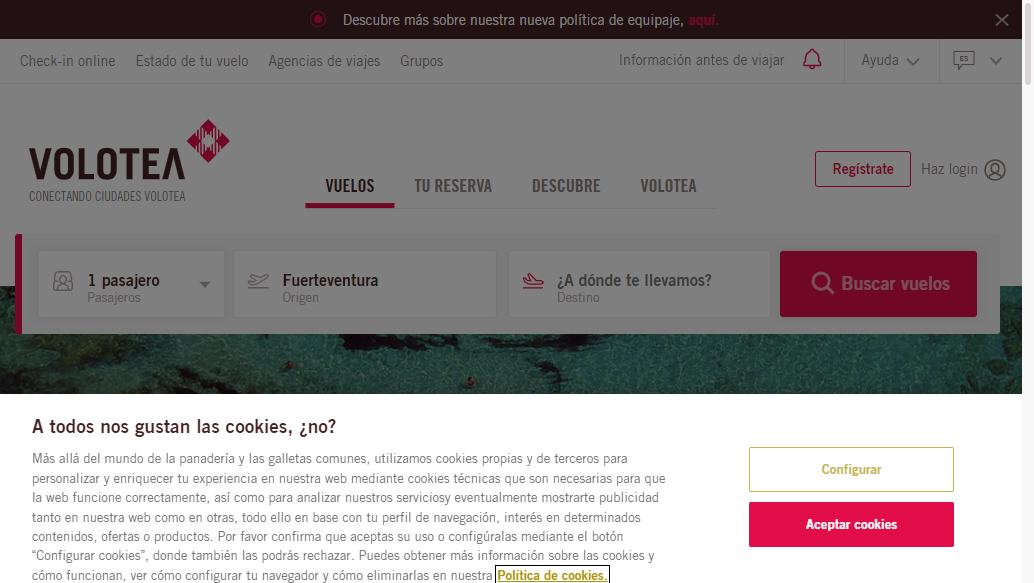 Descubre más sobre nuestra nueva política de equipaje, aquí.
Check-in online Estado de tu vuelo Agencias de viajes Grupos Información antes de viajar Ayuda ES
VOLOTEA
CONECTANDO CIUDADES VOLOTEA
VUELOS TU RESERVA DESCUBRE VOLOTEA
Regístrate Haz login
1 pasajero
Pasajeros
Fuerteventura
Origen
¿A dónde te llevamos?
Destino
Buscar vuelos
A todos nos gustan las cookies, ¿no?
Más allá del mundo de la panadería y las galletas comunes, utilizamos cookies propias y de terceros para
personalizar y enriquecer tu experiencia en nuestra web mediante cookies técnicas que son necesarias para que
la web funcione correctamente, así como para analizar nuestros serviciosy eventualmente mostrarte publicidad
tanto en nuestra web como en otras, todo ello en base con tu perfil de navegación, interés en determinados
contenidos, ofertas o productos. Por favor confirma que aceptas su uso o configúralas mediante el botón
“Configurar cookies”, donde también las podrás rechazar. Puedes obtener más información sobre las cookies y
cómo funcionan, ver cómo configurar tu navegador y cómo eliminarlas en nuestra Política de cookies.
Configurar
Aceptar cookies